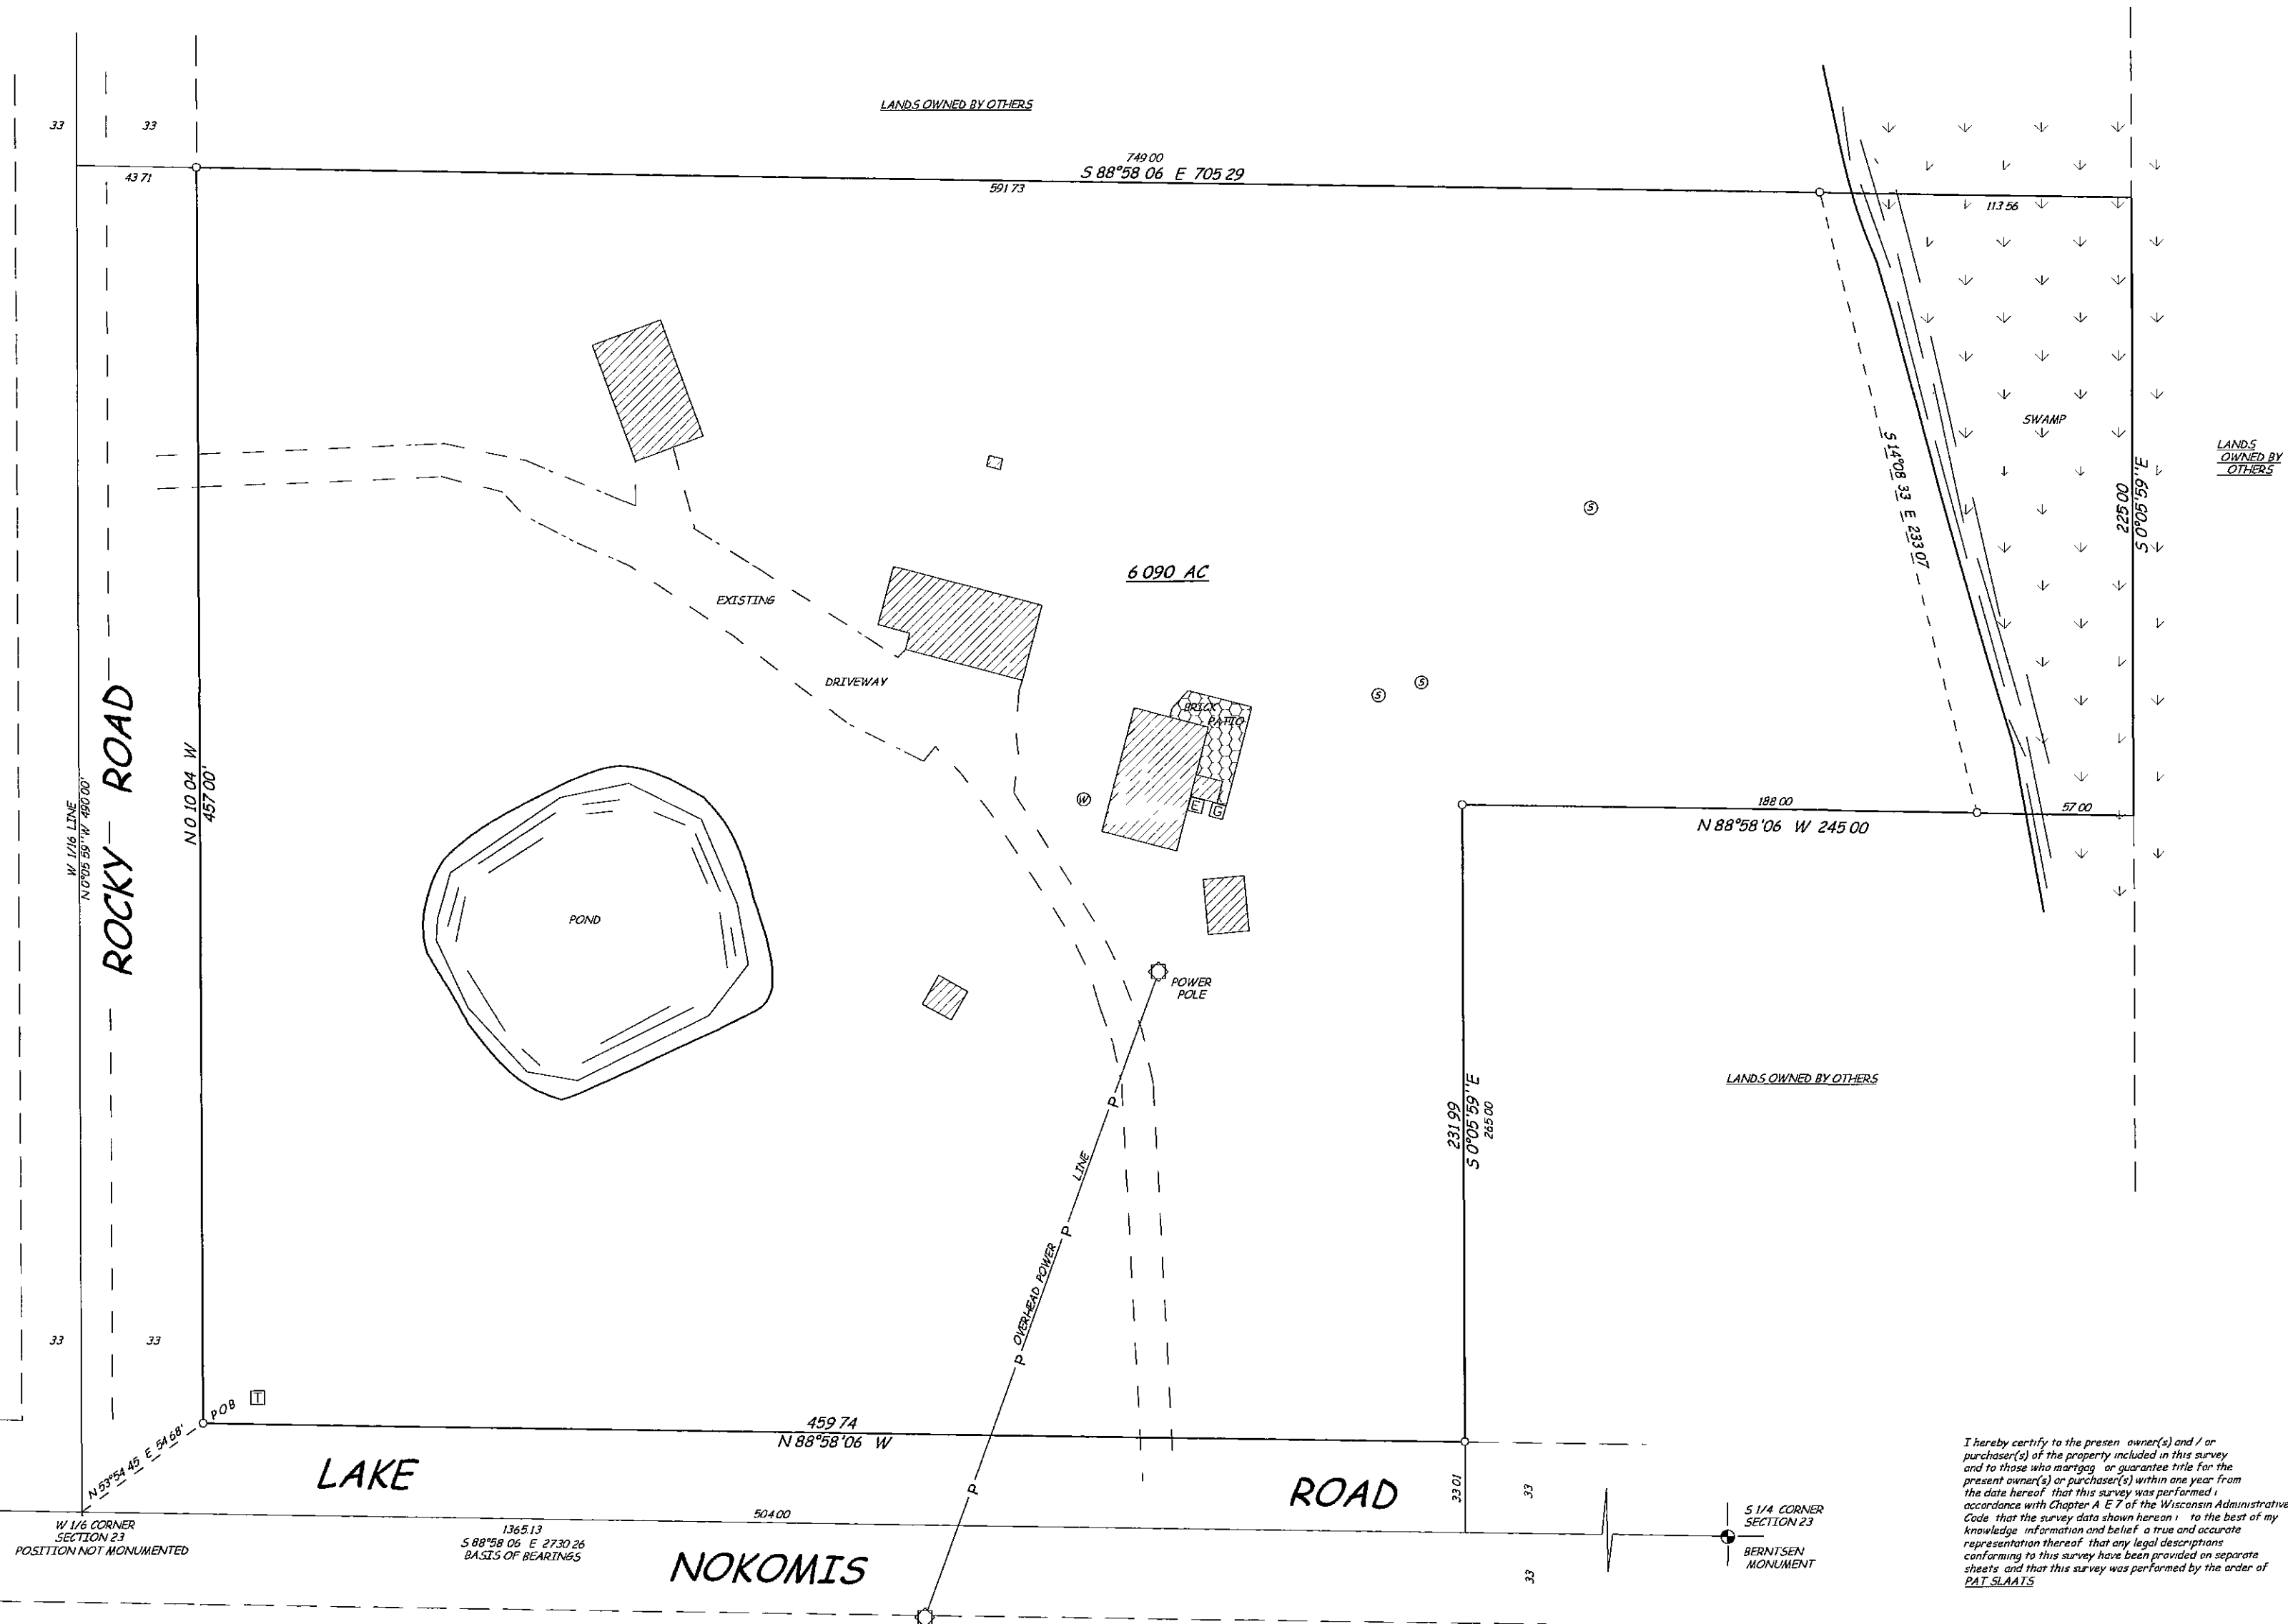 LANDS OWNED BY OTHERS
33
33
43 71
749 00
S 88°58 06 E 705 29
591 73
113 56
SWAMP
LANDS
OWNED BY
OTHERS
S 14°08 33 E 233 07
225 00
S 0°05'59''E
6 090 AC
EXISTING
DRIVEWAY
S
S
S
BRICK
PATIO
W
E
G
POND
POWER
POLE
188 00
57 00
N 88°58'06 W 245 00
W 1/16 LINE
N 0°05 59''W 490 00'
ROCKY ROAD
N 0 10 04 W
457 00'
LANDS OWNED BY OTHERS
231 99
S 0°05'59''E
265 00
P OVERHEAD POWER P LINE P
P
33
33
POB
T
N 53°54 45 E 54 68'
459 74
N 88°58'06 W
LAKE
ROAD
NOKOMIS
504 00
33 01
33
33
W 1/6 CORNER
SECTION 23
POSITION NOT MONUMENTED
1365.13
S 88°58 06 E 2730 26
BASIS OF BEARINGS
S 1/4 CORNER
SECTION 23
BERNTSEN
MONUMENT
I hereby certify to the presen owner(s) and / or
purchaser(s) of the property included in this survey
and to those who mortgag or guarantee title for the
present owner(s) or purchaser(s) within one year from
the date hereof that this survey was performed i
accordance with Chapter A E 7 of the Wisconsin Administrative
Code that the survey data shown hereon i to the best of my
knowledge information and belief a true and accurate
representation thereof that any legal descriptions
conforming to this survey have been provided on separate
sheets and that this survey was performed by the order of
PAT SLAATS